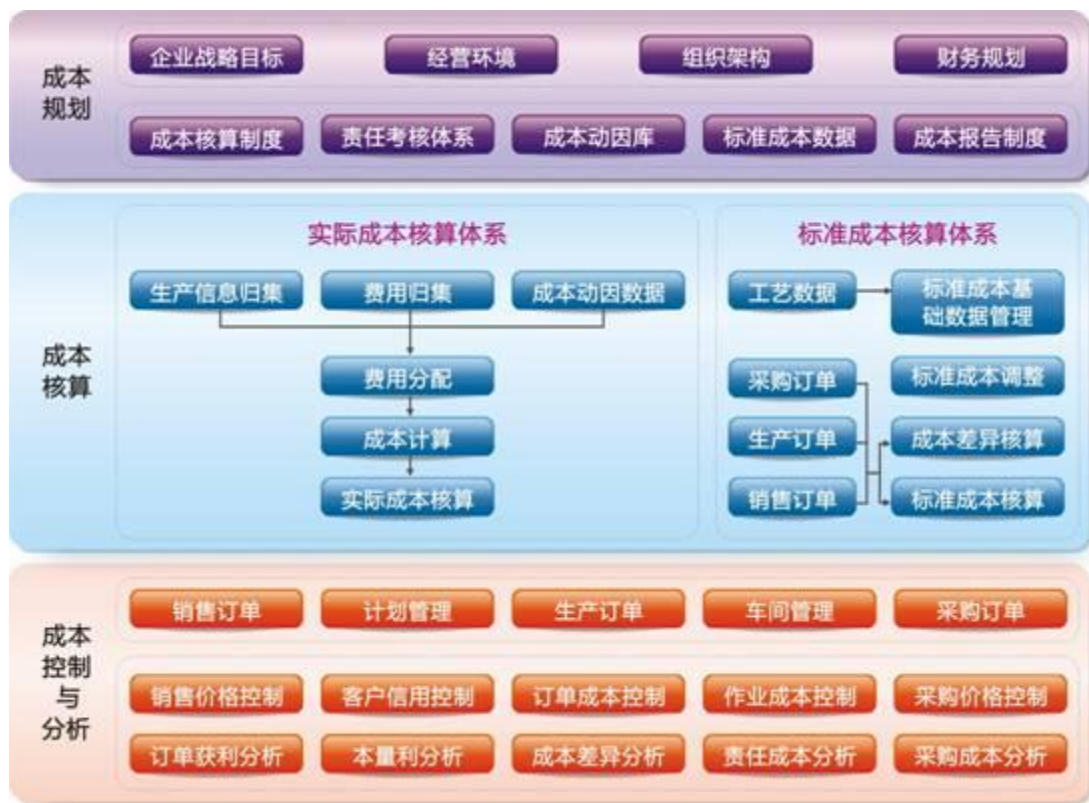 成本
规划
企业战略目标
经营环境
组织架构
财务规划
成本核算制度
责任考核体系
成本动因库
标准成本数据
成本报告制度
成本
核算
实际成本核算体系
生产信息归集
费用归集
成本动因数据
费用分配
成本计算
实际成本核算
标准成本核算体系
工艺数据
标准成本基
础数据管理
采购订单
标准成本调整
生产订单
成本差异核算
销售订单
标准成本核算
成本
控制
与
分析
销售订单
计划管理
生产订单
车间管理
采购订单
销售价格控制
客户信用控制
订单成本控制
作业成本控制
采购价格控制
订单获利分析
本量利分析
成本差异分析
责任成本分析
采购成本分析